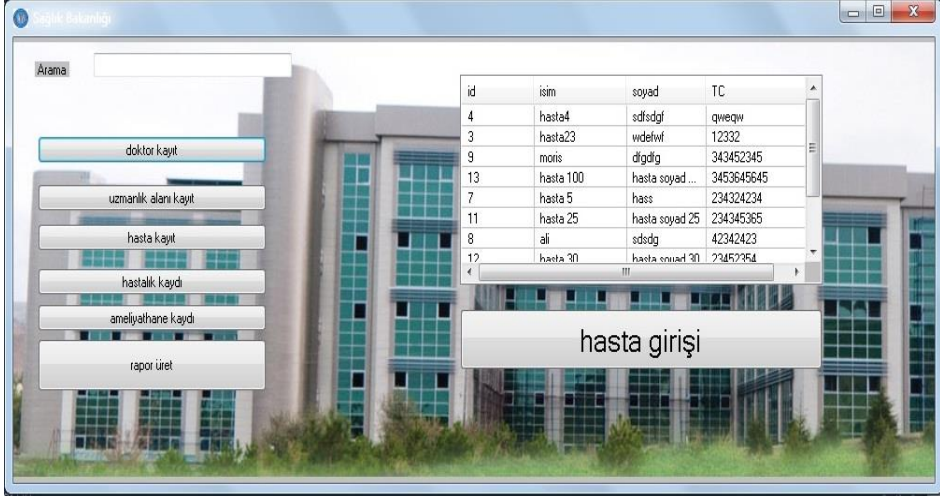 Sağlık Bakanlığı
Arama
doktor kayıt
uzmanlık alanı kayıt
hasta kayıt
hastalık kaydı
ameliyathane kaydı
rapor üret
id isim soyad TC
4 hasta4 sdfsdgf qweqw
3 hasta23 wdefwf 12332
9 moris dfgdfg 343452345
13 hasta 100 hasta soyad ... 3453645645
7 hasta 5 hass 234324234
11 hasta 25 hasta soyad 25 234345365
8 ali sdsdg 42342423
12 hasta 30 hasta soyad 30 23452354
hasta girişi